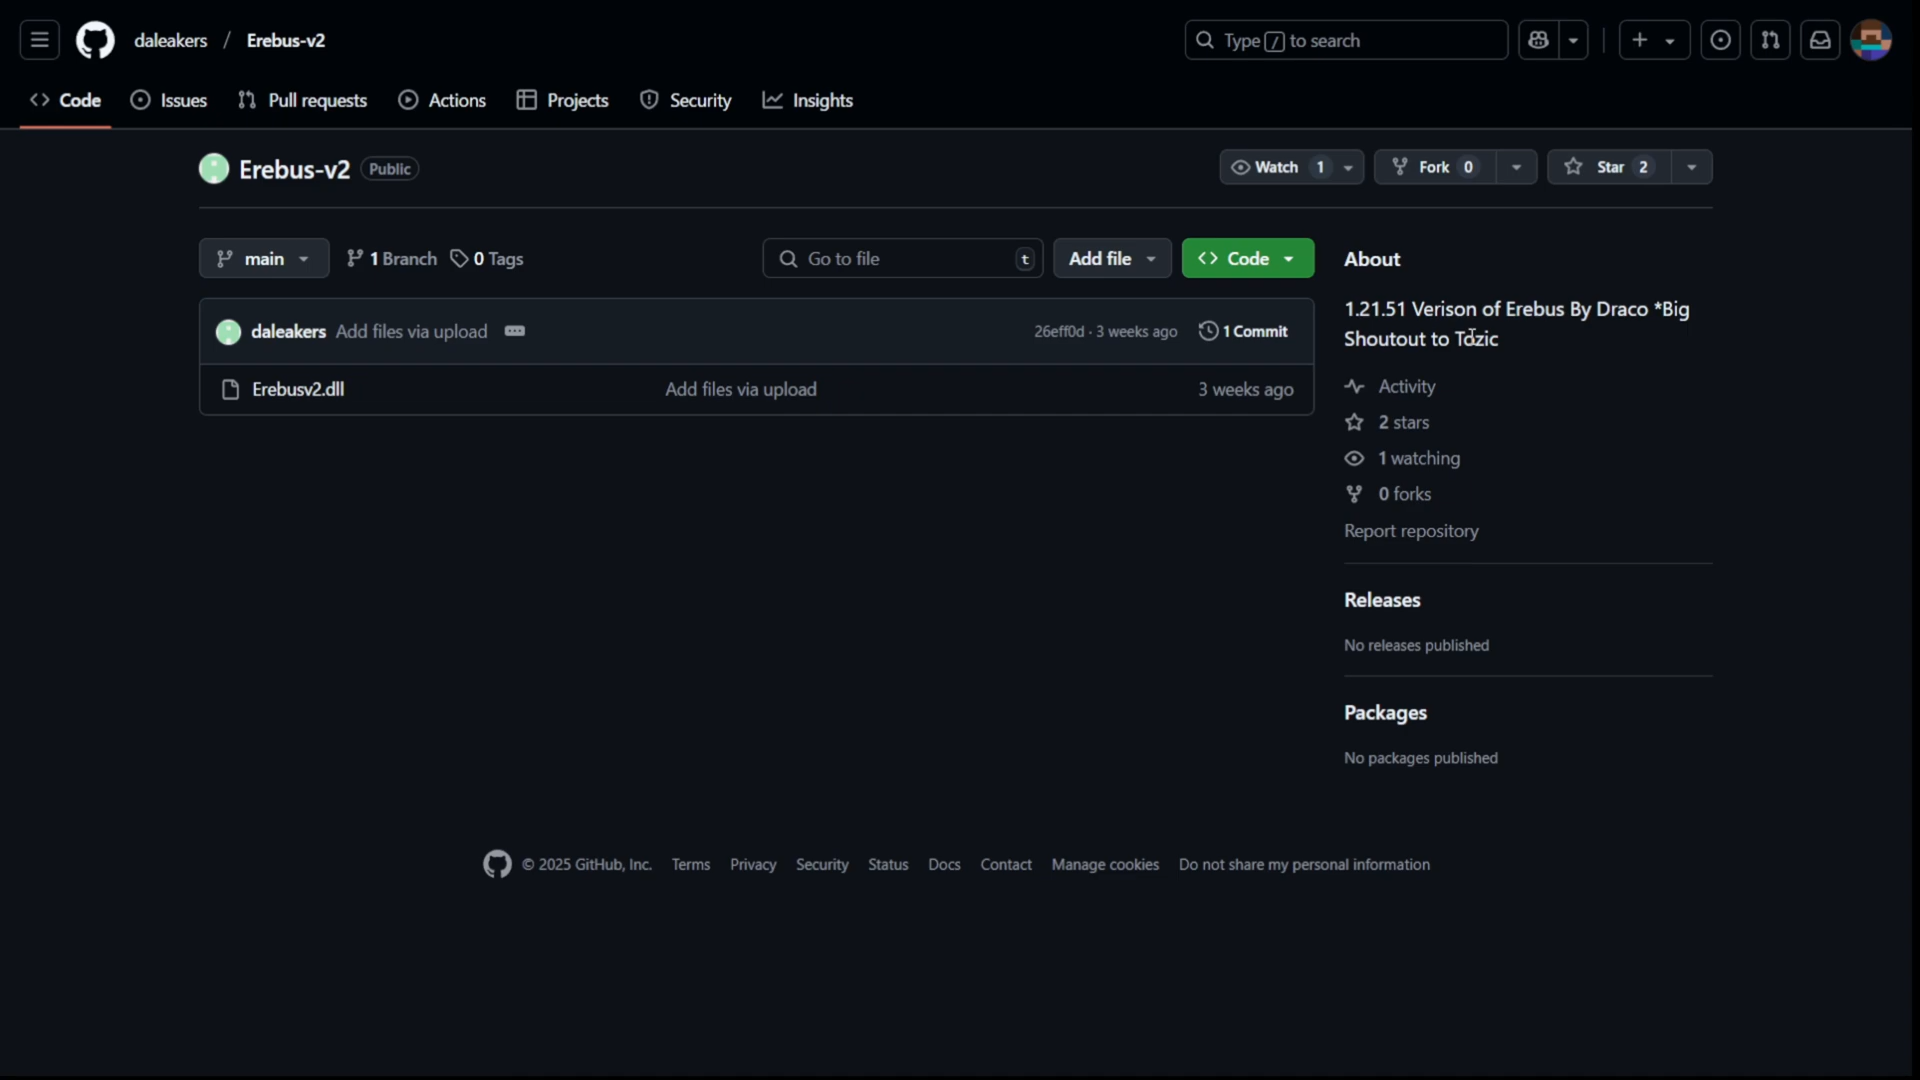 daleakers / Erebus-v2
Type / to search
Code Issues Pull requests Actions Projects Security Insights
Erebus-v2 Public
Watch 1 Fork 0 Star 2
main 1 Branch 0 Tags Go to file t Add file Code
daleakers Add files via upload 26eff0d · 3 weeks ago 1 Commit
Erebusv2.dll Add files via upload 3 weeks ago
About
1.21.51 Verison of Erebus By Draco *Big
Shoutout to Tozic
Activity
2 stars
1 watching
0 forks
Report repository
Releases
No releases published
Packages
No packages published
© 2025 GitHub, Inc. Terms Privacy Security Status Docs Contact Manage cookies Do not share my personal information